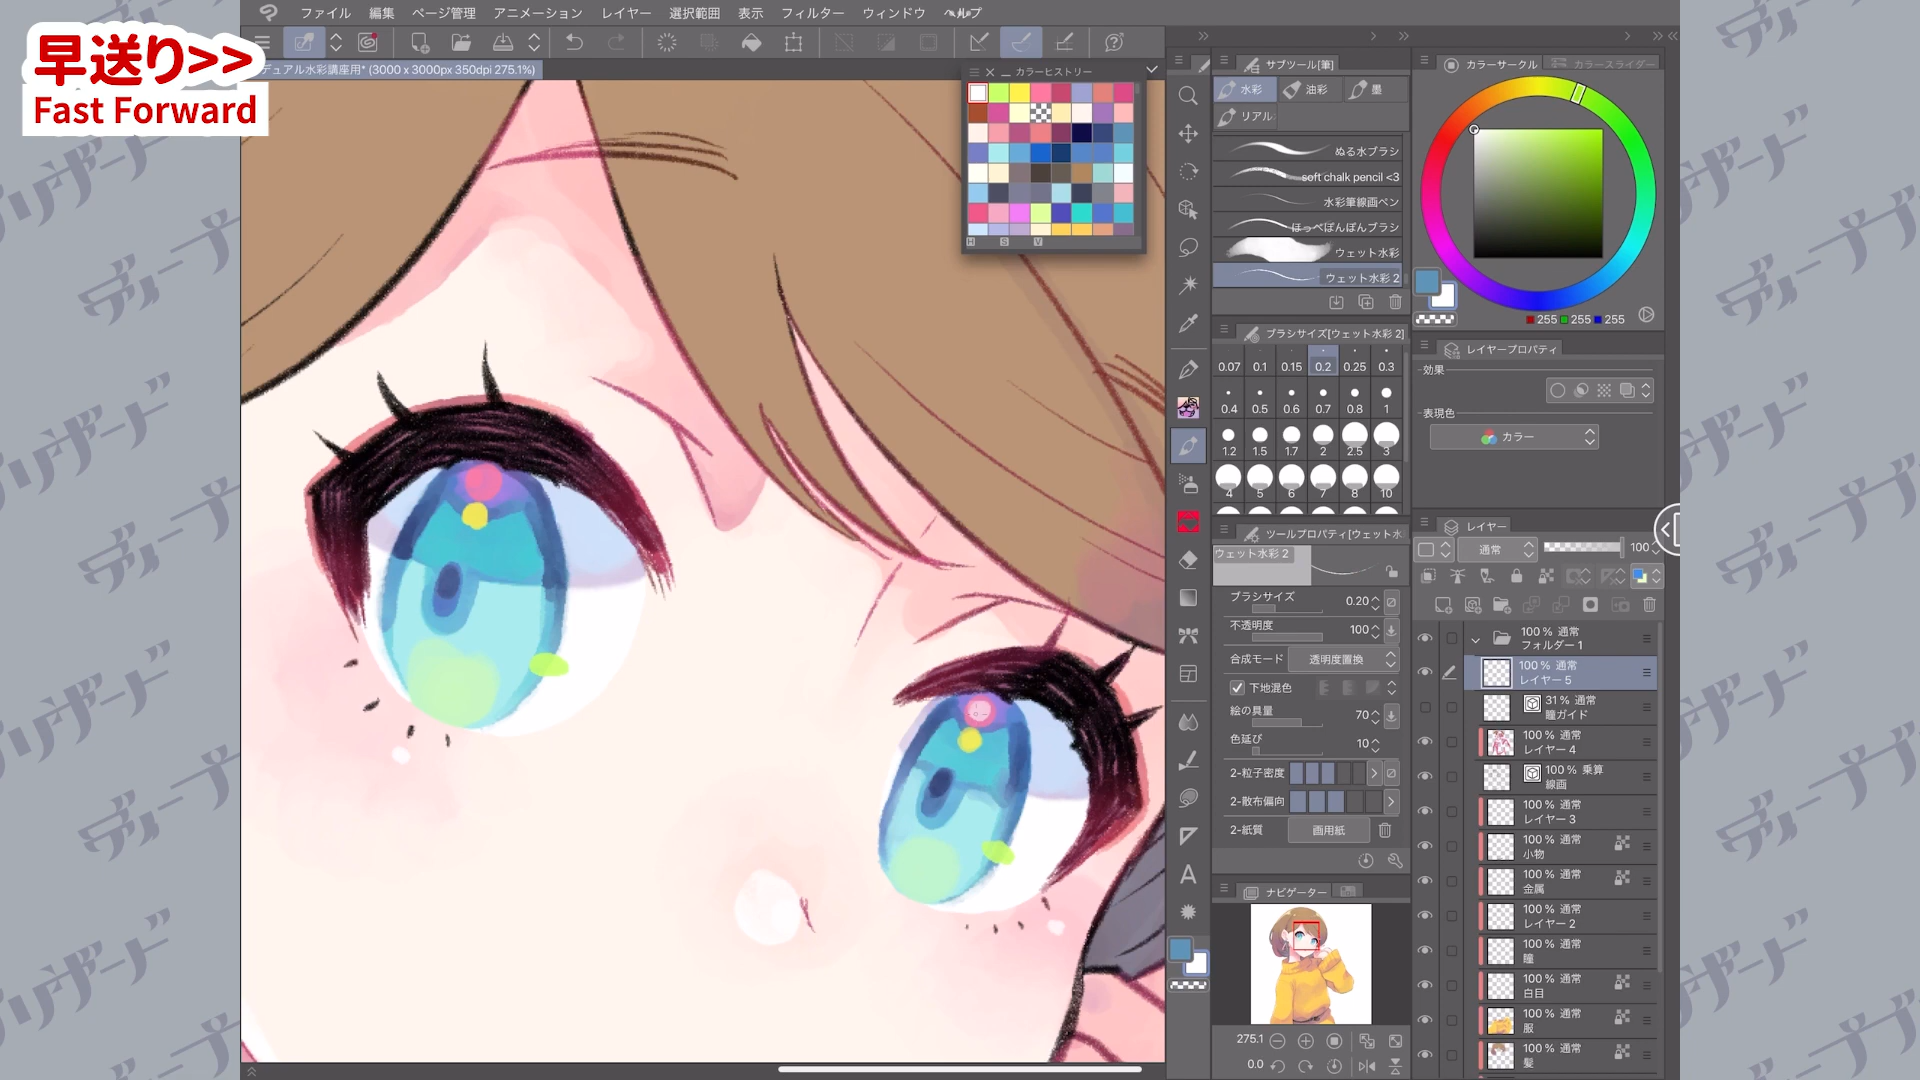 早送り>>
Fast Forward
ファイル 編集 ページ管理 アニメーション レイヤー 選択範囲 表示 フィルター ウィンドウ ヘルプ
デュアル水彩講座用* (3000 x 3000px 350dpi 275.1%)
カラーヒストリー
H S V
サブツール[筆]
水彩 油彩 墨
リアル
ぬる水ブラシ
soft chalk pencil <3
水彩筆線画ペン
ほっぺぽんぽんブラシ
ウェット水彩
ウェット水彩 2
ブラシサイズ[ウェット水彩 2]
0.07 0.1 0.15 0.2 0.25 0.3
0.4 0.5 0.6 0.7 0.8 1
1.2 1.5 1.7 2 2.5 3
4 5 6 7 8 10
ツールプロパティ[ウェット水
ウェット水彩 2
ブラシサイズ 0.20
不透明度 100
合成モード 透明度置換
下地混色
絵の具量 70
色延び 10
2-粒子密度
2-散布偏向
2-紙質 画用紙
ナビゲーター
275.1
0.0
カラーサークル カラースライダー
255 255 255
レイヤープロパティ
効果
表現色
カラー
レイヤー
通常 100
100 % 通常
フォルダー 1
100 % 通常
レイヤー 5
31 % 通常
瞳ガイド
100 % 通常
レイヤー 4
100 % 乗算
線画
100 % 通常
レイヤー 3
100 % 通常
小物
100 % 通常
金属
100 % 通常
レイヤー 2
100 % 通常
瞳
100 % 通常
白目
100 % 通常
服
100 % 通常
髪